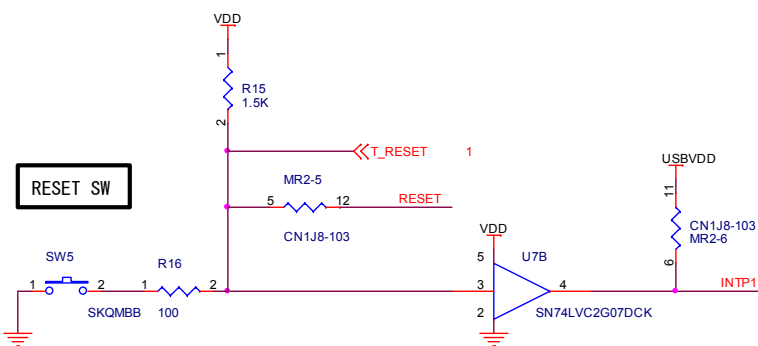 VDD
1
R15
1.5K
2
T_RESET 1
RESET SW
MR2-5
5 12 RESET
CN1J8-103
USBVDD
11
CN1J8-103
MR2-6
6
VDD
5
U7B
3 4 INTP1
2
SN74LVC2G07DCK
SW5
1 2
SKQMBB
R16
1 2
100